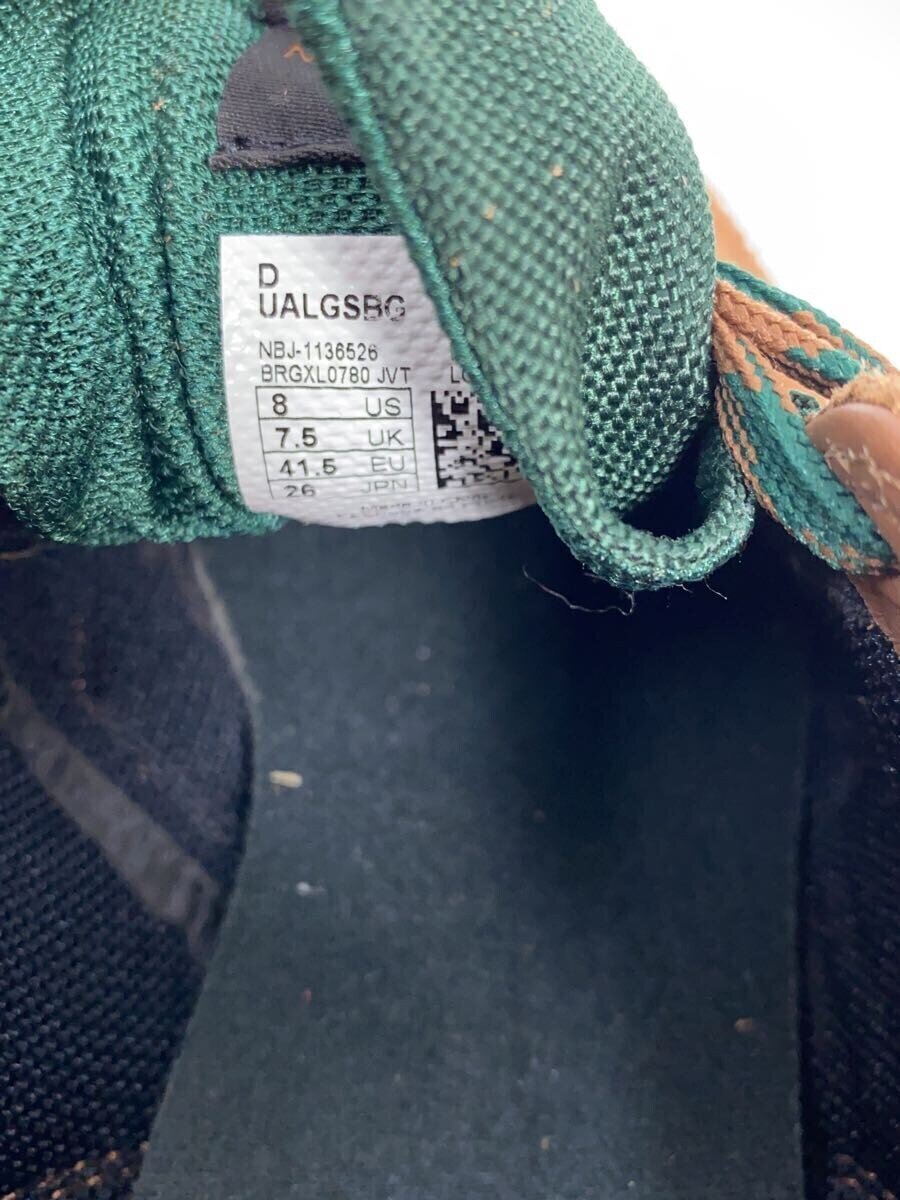 D
UALGSBG
NBJ-1136526
BRGXL0780 JVT
8 US
7.5 UK
41.5 EU
26 JPN